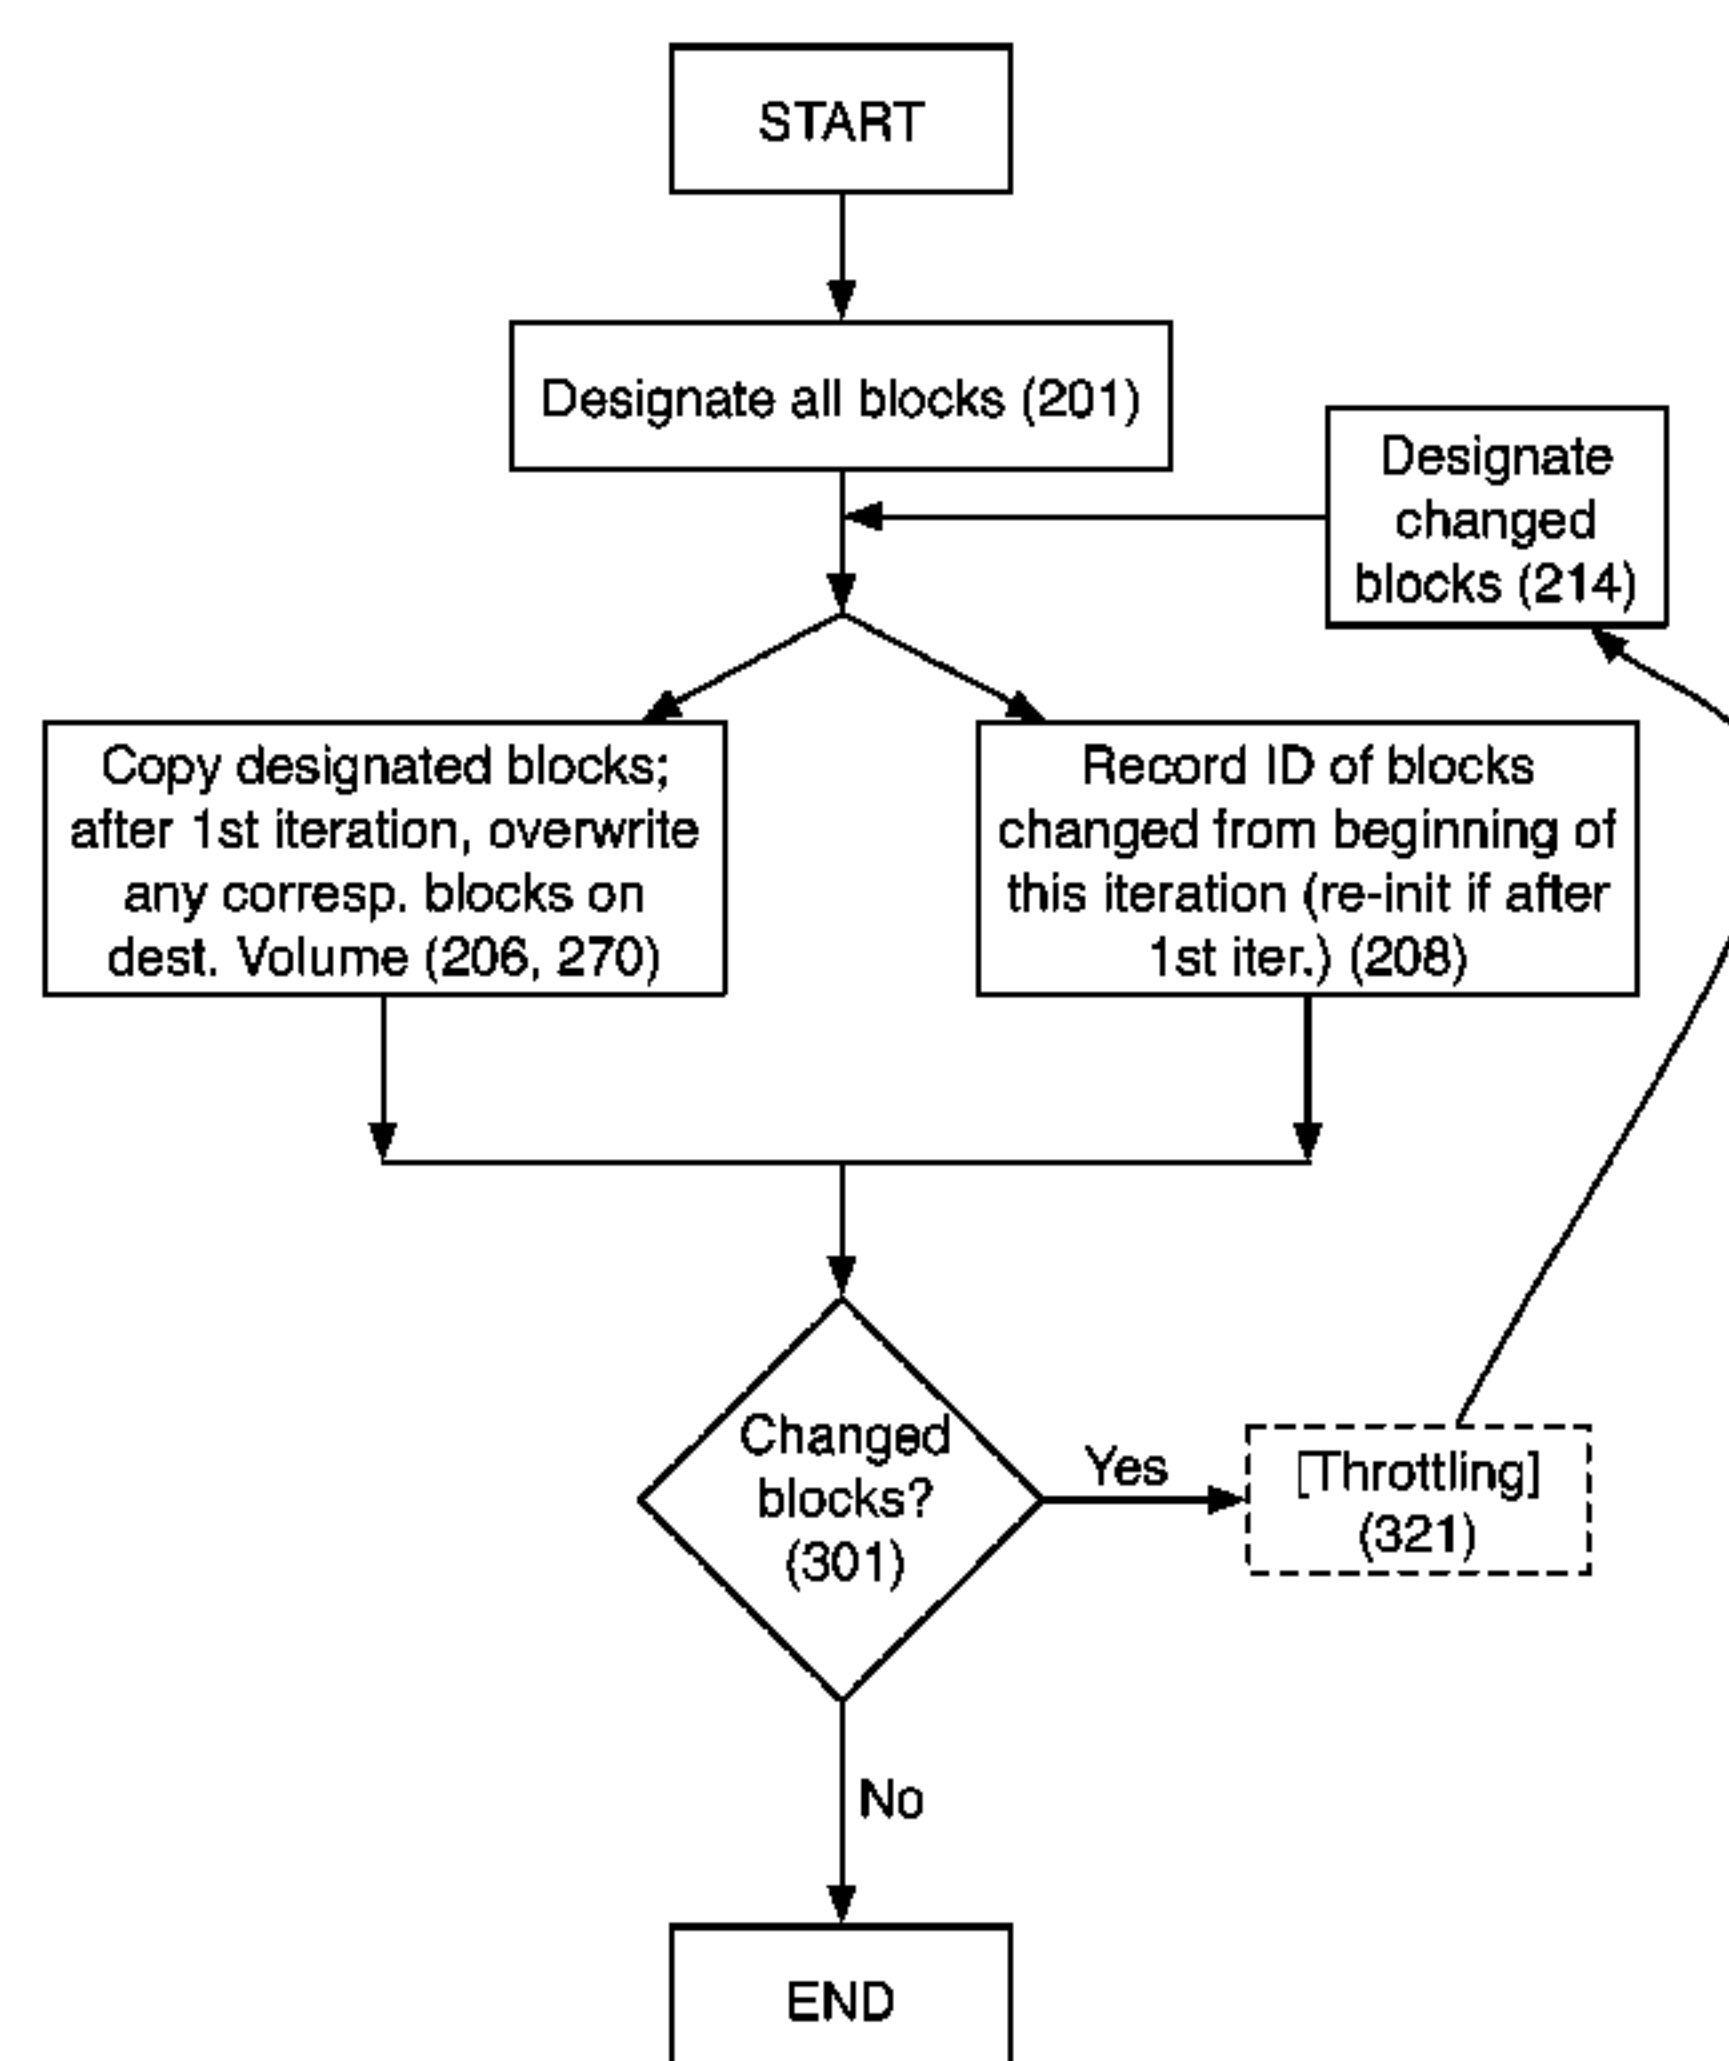 START
Designate all blocks (201)
Designate
changed
blocks (214)
Copy designated blocks;
after 1st iteration, overwrite
any corresp. blocks on
dest. Volume (206, 270)
Record ID of blocks
changed from beginning of
this iteration (re-init if after
1st iter.) (208)
Changed
blocks?
(301)
Yes
[Throttling]
(321)
No
END